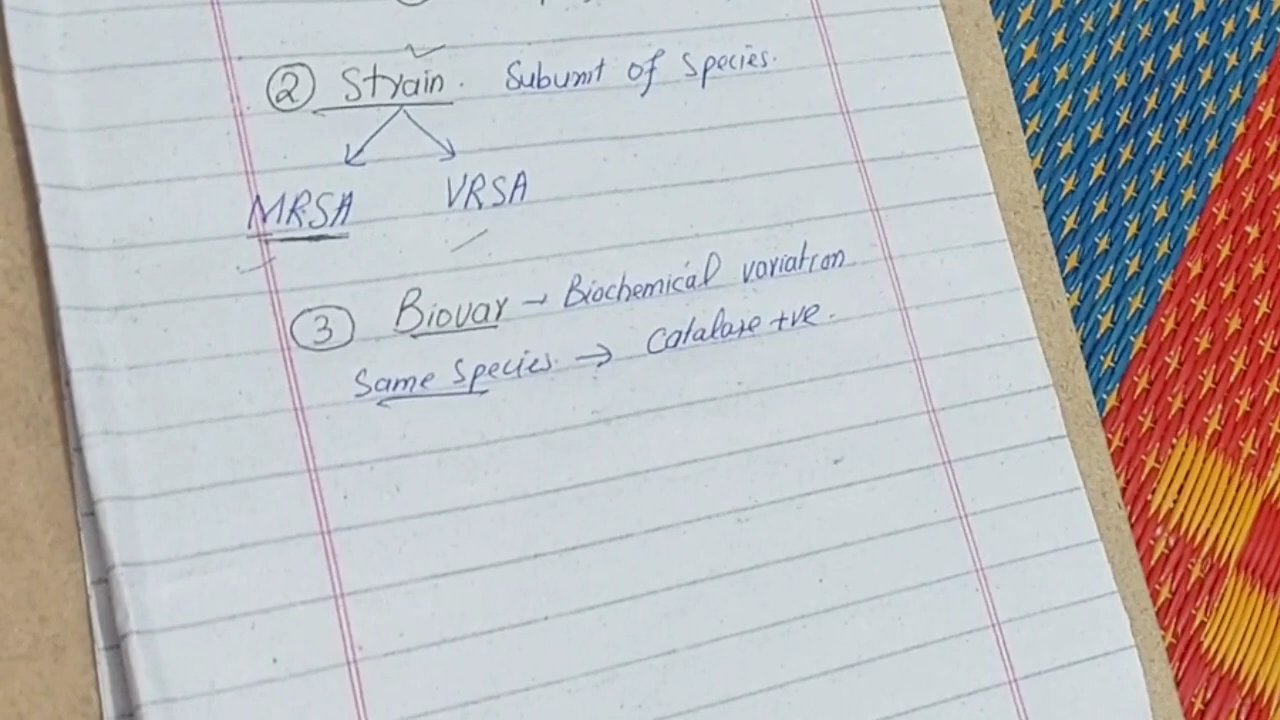 ② Strain. Subunit of Species.
MRSA VRSA
③ Biovar → Biochemical variation
Same Species. → Catalase +ve.